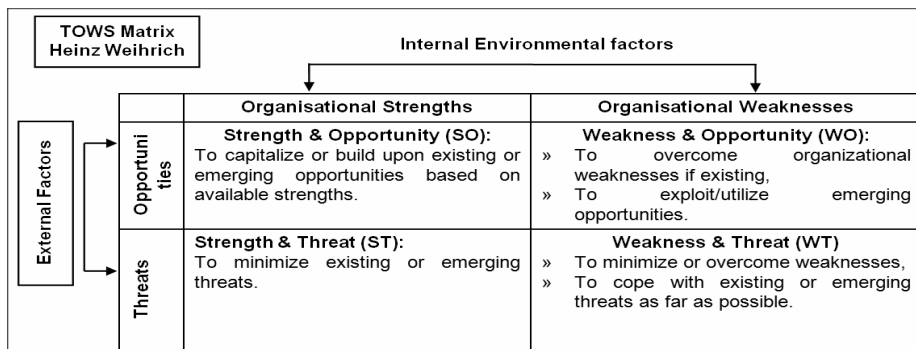 TOWS Matrix
Heinz Weihrich
Internal Environmental factors
Organisational Strengths
Organisational Weaknesses
External Factors
Opportuni
ties
Strength & Opportunity (SO):
To capitalize or build upon existing or
emerging opportunities based on
available strengths.
Weakness & Opportunity (WO):
» To overcome organizational
weaknesses if existing,
» To exploit/utilize emerging
opportunities.
Threats
Strength & Threat (ST):
To minimize existing or emerging
threats.
Weakness & Threat (WT)
» To minimize or overcome weaknesses,
» To cope with existing or emerging
threats as far as possible.